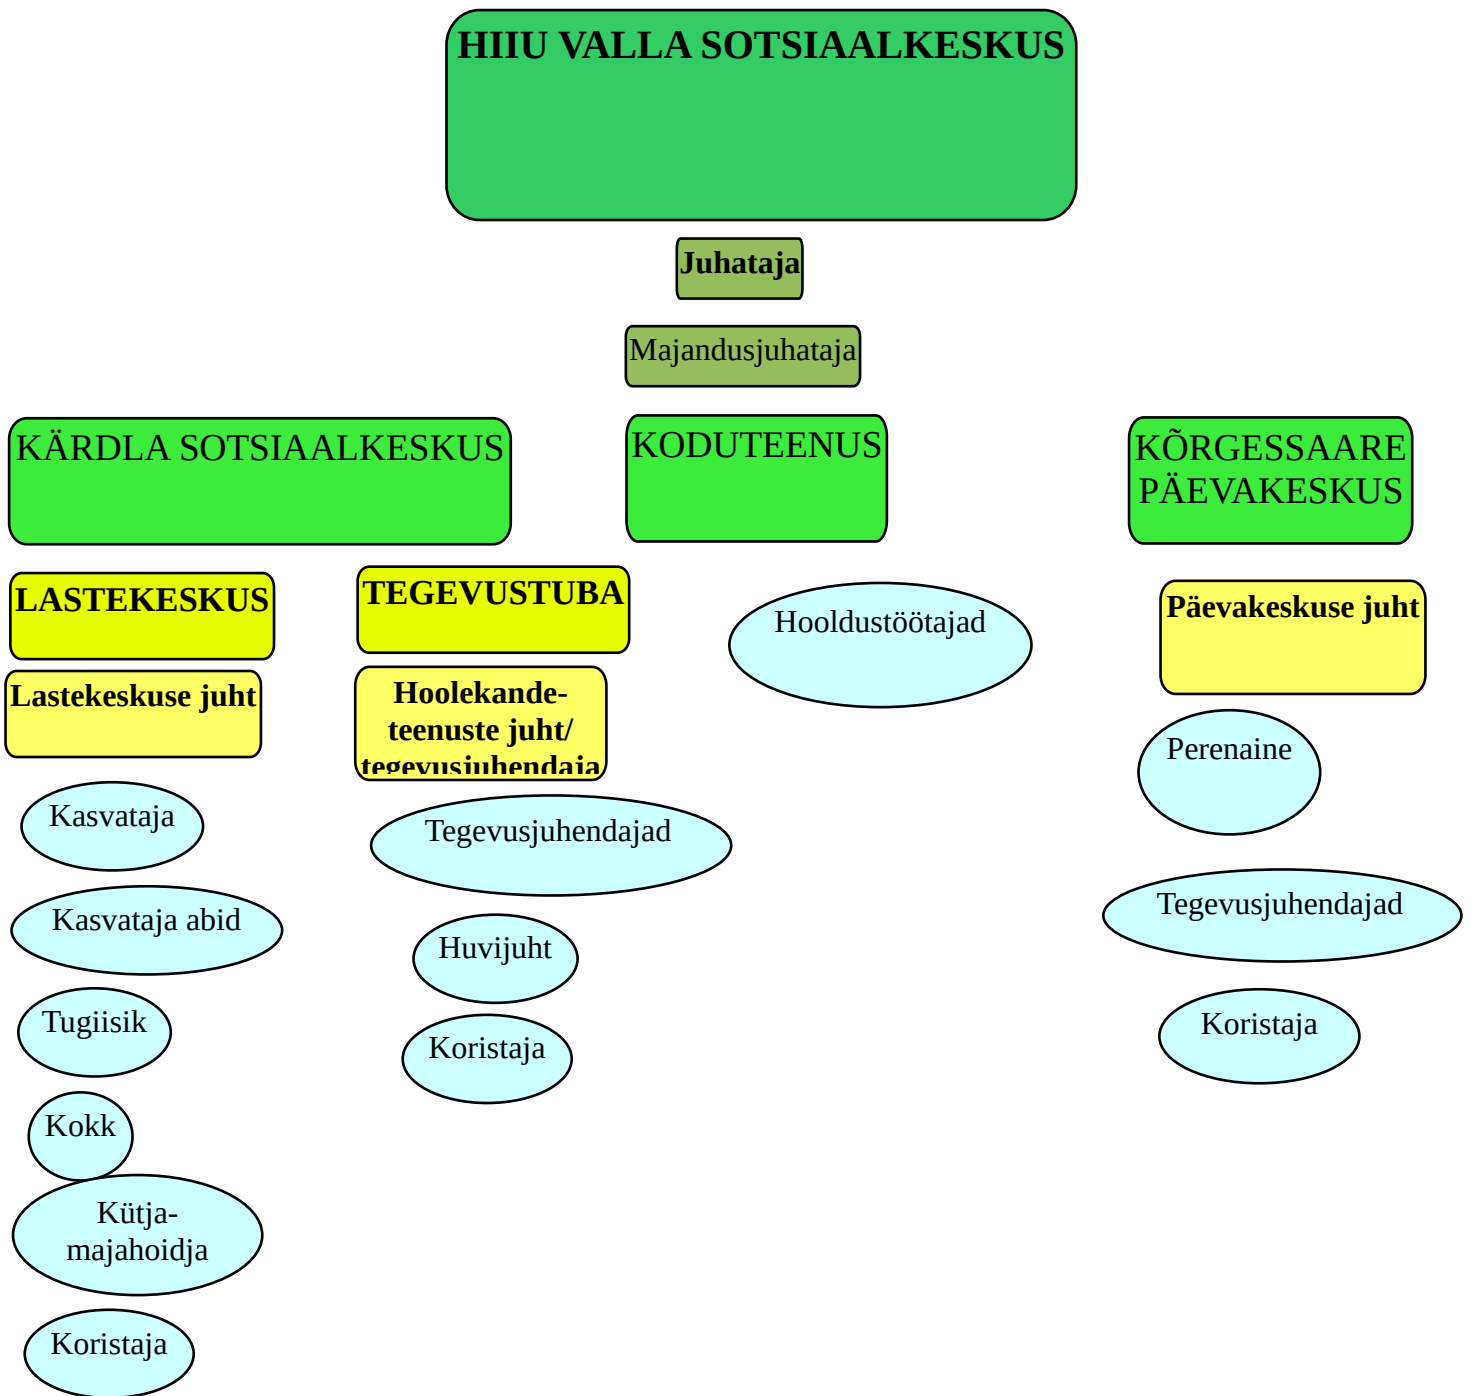 HIIU VALLA SOTSIAALKESKUS
Juhataja
Majandusjuhataja
KÄRDLA SOTSIAALKESKUS
KODUTEENUS
KÕRGESSAARE
PÄEVAKESKUS
LASTEKESKUS
Lastekeskuse juht
Kasvataja
Kasvataja abid
Tugiisik
Kokk
Kütja-
majahoidja
Koristaja
TEGEVUSTUBA
Hoolekande-
teenuste juht/
tegevusjuhendaja
Tegevusjuhendajad
Huvijuht
Koristaja
Hooldustöötajad
Päevakeskuse juht
Perenaine
Tegevusjuhendajad
Koristaja